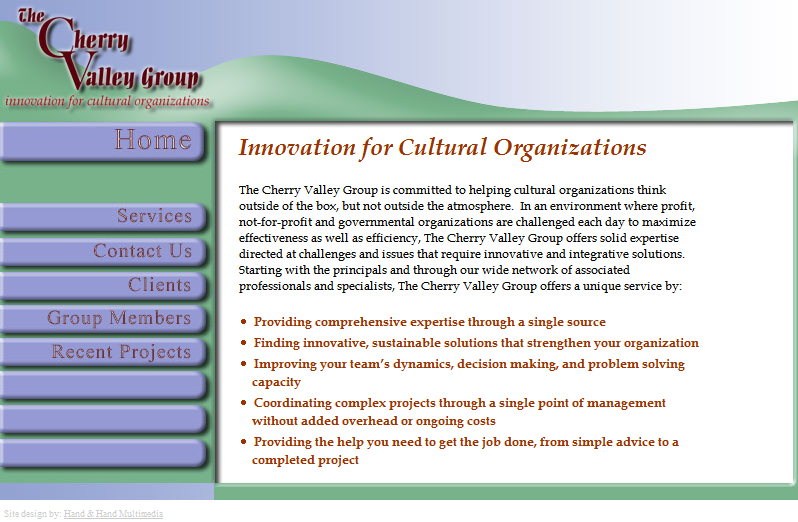 The
Cherry
Valley Group
innovation for cultural organizations
Home
Services
Contact Us
Clients
Group Members
Recent Projects
Innovation for Cultural Organizations
The Cherry Valley Group is committed to helping cultural organizations think
outside of the box, but not outside the atmosphere.  In an environment where profit,
not-for-profit and governmental organizations are challenged each day to maximize
effectiveness as well as efficiency, The Cherry Valley Group offers solid expertise
directed at challenges and issues that require innovative and integrative solutions.
Starting with the principals and through our wide network of associated
professionals and specialists, The Cherry Valley Group offers a unique service by:
• Providing comprehensive expertise through a single source
• Finding innovative, sustainable solutions that strengthen your organization
• Improving your team’s dynamics, decision making, and problem solving
capacity
• Coordinating complex projects through a single point of management
without added overhead or ongoing costs
• Providing the help you need to get the job done, from simple advice to a
completed project
Site design by: Hand & Hand Multimedia